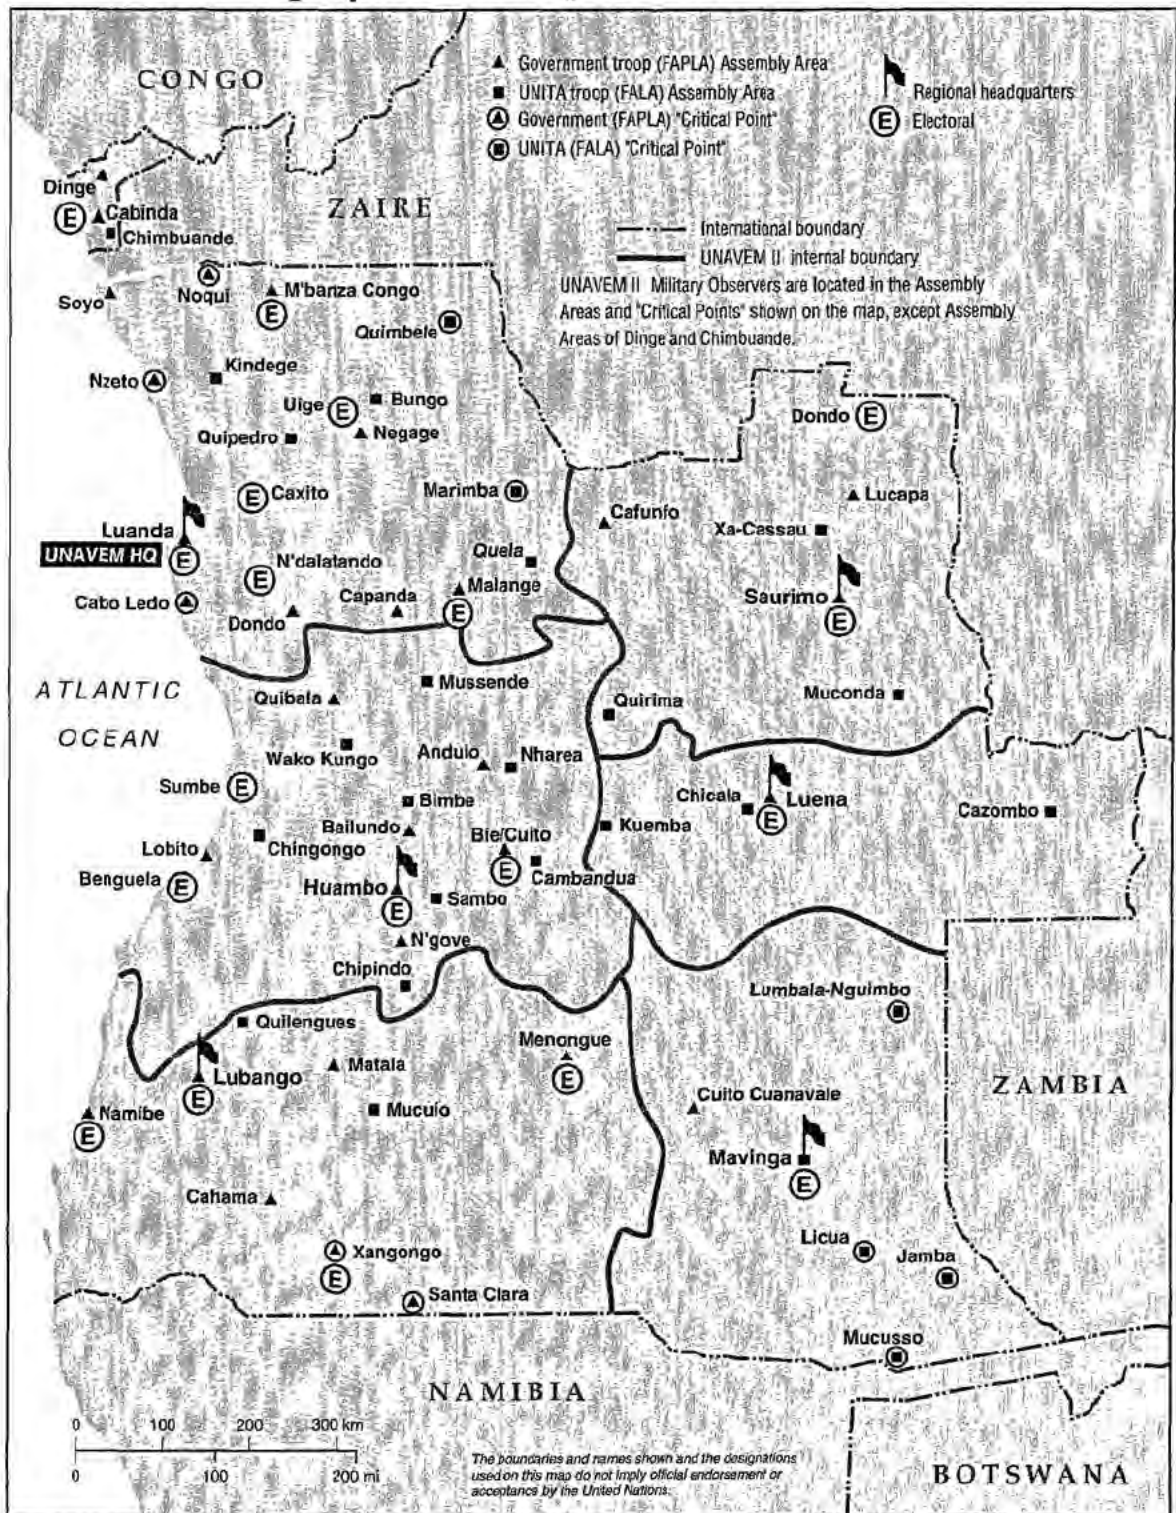 CONGO
▲ Government troop (FAPLA) Assembly Area
■ UNITA troop (FALA) Assembly Area
Government (FAPLA) "Critical Point"
UNITA (FALA) "Critical Point"
Regional headquarters
E Electoral
Dinge
E
Cabinda
Chimbuande
ZAIRE
International boundary
UNAVEM II internal boundary
UNAVEM II Military Observers are located in the Assembly
Areas and "Critical Points" shown on the map, except Assembly
Areas of Dinge and Chimbuande.
Soyo
Noqui
M'banza Congo
E
Quimbele
Nzeto
Kindege
Uige E
Bungo
Negage
Quipedro
Dondo E
E Caxito
Marimba
Lucapa
Luanda
UNAVEM HQ
E
Cafunfo
Xa-Cassau
Quela
N'dalatando
E
Malange
E
Capanda
Cabo Ledo
Dondo
Saurimo
E
ATLANTIC
OCEAN
Mussende
Quibala
Quirima
Muconda
Wako Kungo
Andulo
Nharea
Sumbe E
Bimbe
Chicala
Luena
E
Cazombo
Chingongo
Bailundo
Bie/Cuito
E
Kuemba
Lobito
Benguela E
Cambandua
Huambo
E
Sambo
N'gove
Chipindo
Lumbala-Nguimbo
Quilengues
Menongue
E
Lubango
E
Matala
ZAMBIA
Namibe
E
Muculo
Cuito Cuanavale
Mavinga
E
Cahama
Xangongo
E
Licua
Jamba
Santa Clara
Mucusso
NAMIBIA
0 100 200 300 km
0 100 200 mi
The boundaries and names shown and the designations
used on this map do not imply official endorsement or
acceptance by the United Nations.
BOTSWANA